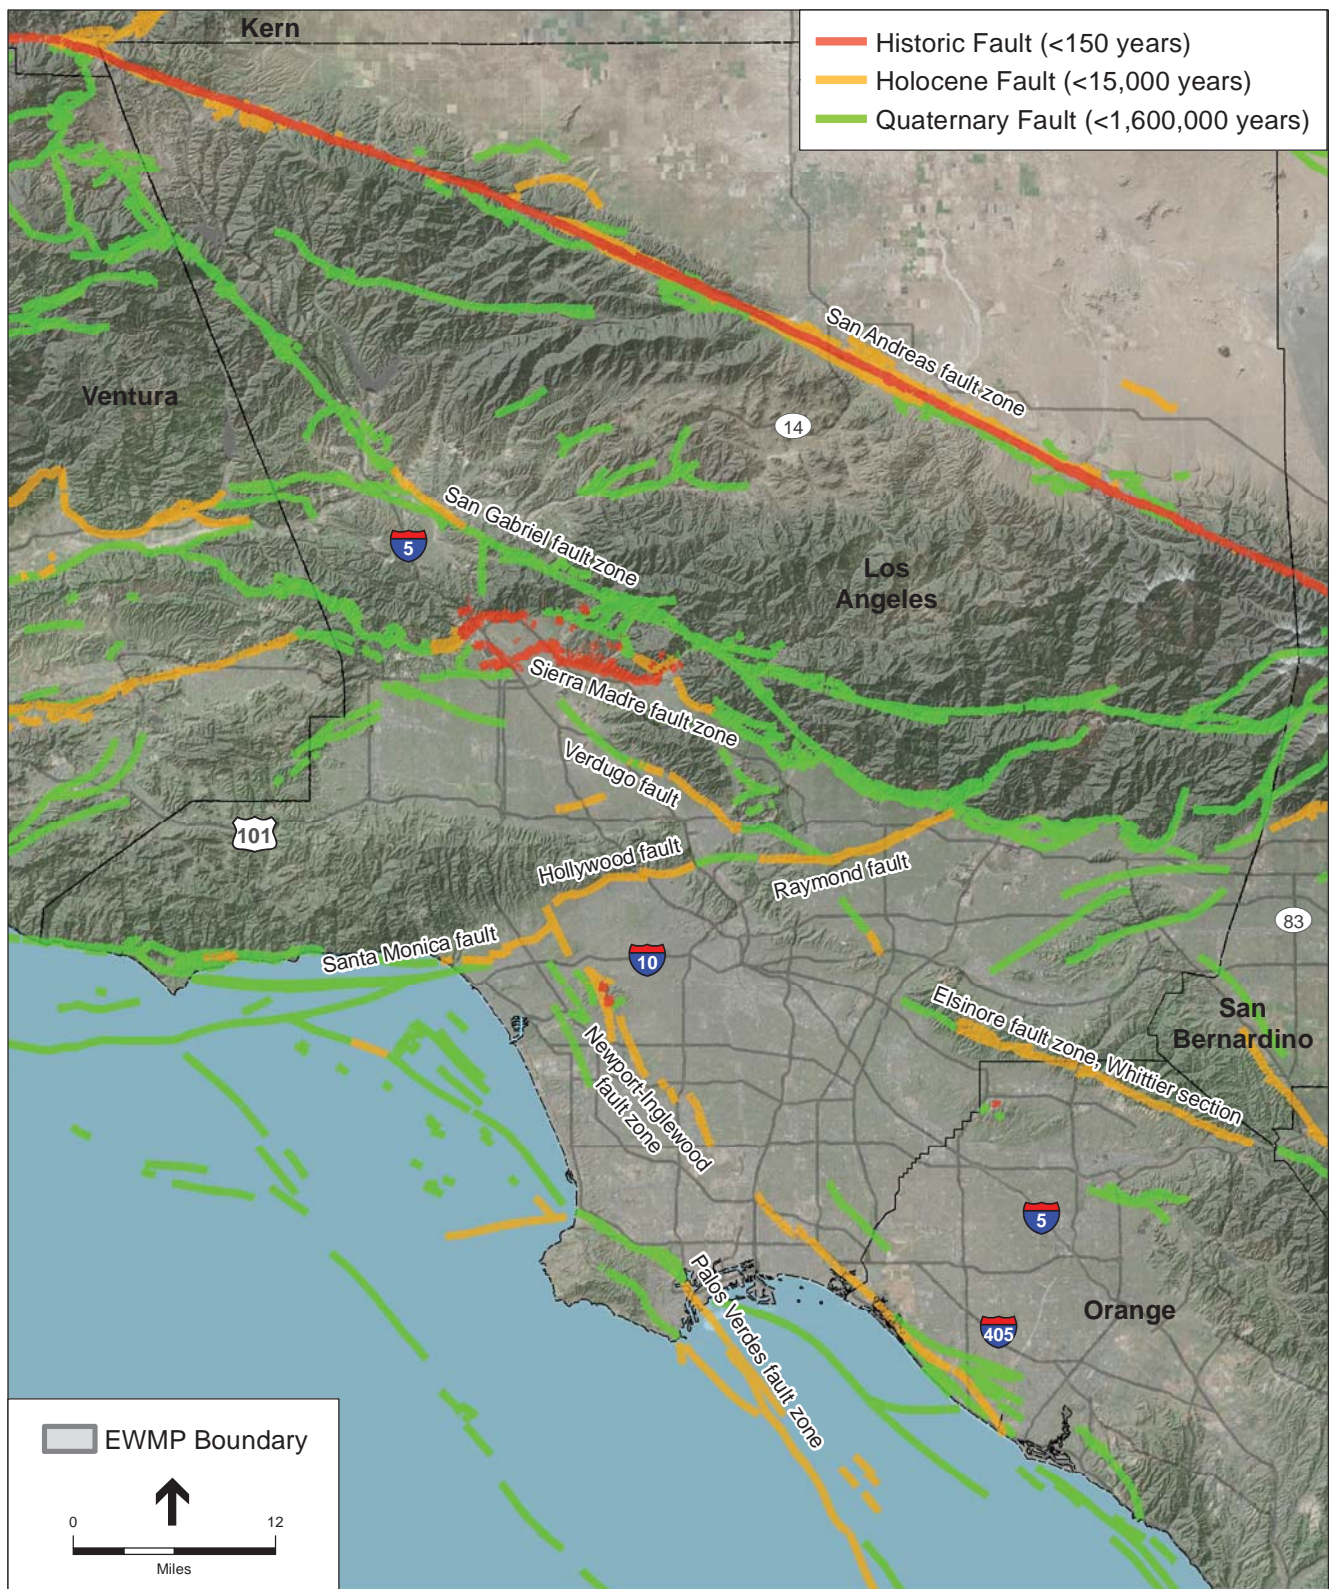 Kern
Historic Fault (<150 years)
Holocene Fault (<15,000 years)
Quaternary Fault (<1,600,000 years)
San Andreas fault zone
Ventura
14
San Gabriel fault zone
5
Los
Angeles
Sierra Madre fault zone
Verdugo fault
101
Hollywood fault
Raymond fault
83
Santa Monica fault
10
Elsinore fault zone, Whittier section
San
Bernardino
Newport-Inglewood
fault zone
5
Palos Verdes fault zone
Orange
405
EWMP Boundary
0 12
Miles